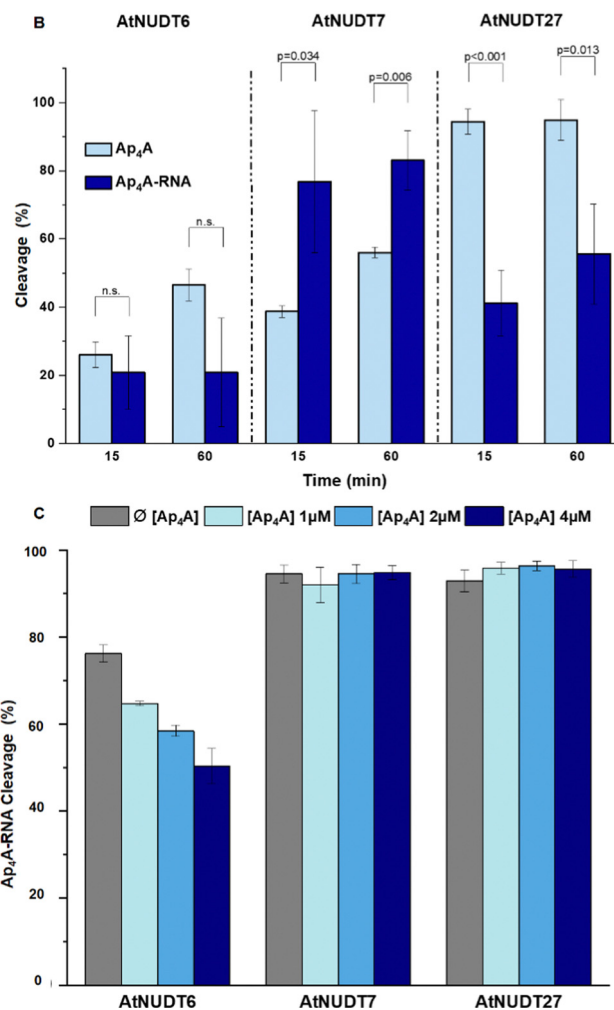 B
AtNUDT6 AtNUDT7 AtNUDT27
p=0.034 p=0.006 p<0.001 p=0.013
Ap₄A
Ap₄A-RNA
n.s. n.s.
Cleavage (%)
100
80
60
40
20
0
15 60 15 60 15 60
Time (min)
C
Ø [Ap₄A] [Ap₄A] 1µM [Ap₄A] 2µM [Ap₄A] 4µM
Ap₄A-RNA Cleavage (%)
100
80
60
40
20
0
AtNUDT6 AtNUDT7 AtNUDT27